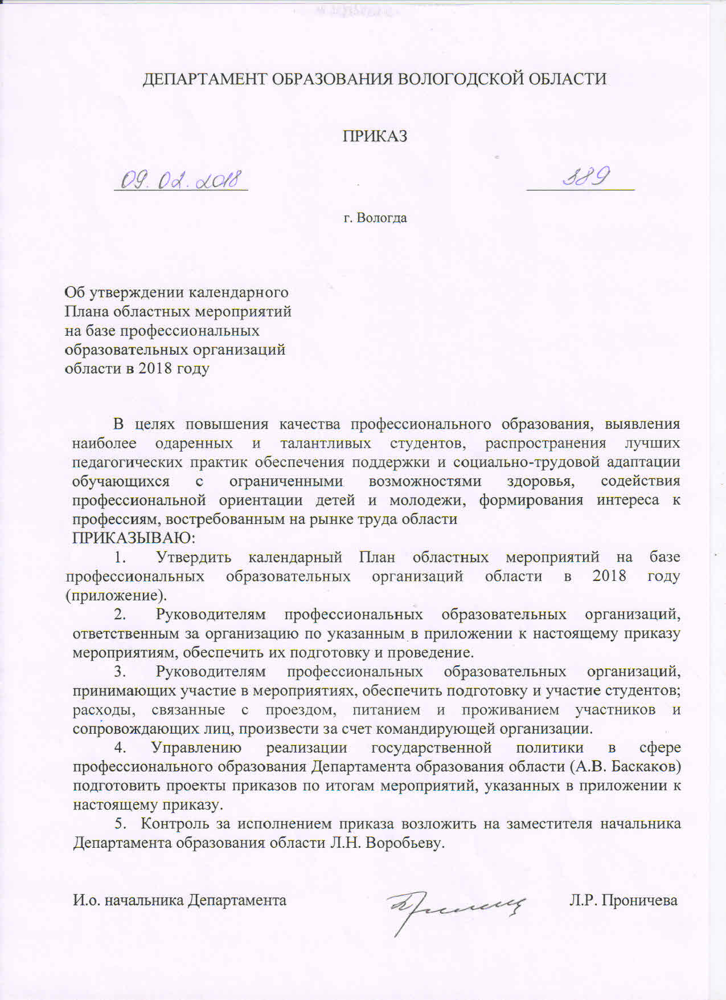 ДЕПАРТАМЕНТ ОБРАЗОВАНИЯ ВОЛОГОДСКОЙ ОБЛАСТИ
ПРИКАЗ
09.02.2018 389
г. Вологда
Об утверждении календарного
Плана областных мероприятий
на базе профессиональных
образовательных организаций
области в 2018 году
В целях повышения качества профессионального образования, выявления
наиболее одаренных и талантливых студентов, распространения лучших
педагогических практик обеспечения поддержки и социально-трудовой адаптации
обучающихся с ограниченными возможностями здоровья, содействия
профессиональной ориентации детей и молодежи, формирования интереса к
профессиям, востребованным на рынке труда области
ПРИКАЗЫВАЮ:
1. Утвердить календарный План областных мероприятий на базе
профессиональных образовательных организаций области в 2018 году
(приложение).
2. Руководителям профессиональных образовательных организаций,
ответственным за организацию по указанным в приложении к настоящему приказу
мероприятиям, обеспечить их подготовку и проведение.
3. Руководителям профессиональных образовательных организаций,
принимающих участие в мероприятиях, обеспечить подготовку и участие студентов;
расходы, связанные с проездом, питанием и проживанием участников и
сопровождающих лиц, произвести за счет командирующей организации.
4. Управлению реализации государственной политики в сфере
профессионального образования Департамента образования области (А.В. Баскаков)
подготовить проекты приказов по итогам мероприятий, указанных в приложении к
настоящему приказу.
5. Контроль за исполнением приказа возложить на заместителя начальника
Департамента образования области Л.Н. Воробьеву.
И.о. начальника Департамента Л.Р. Проничева